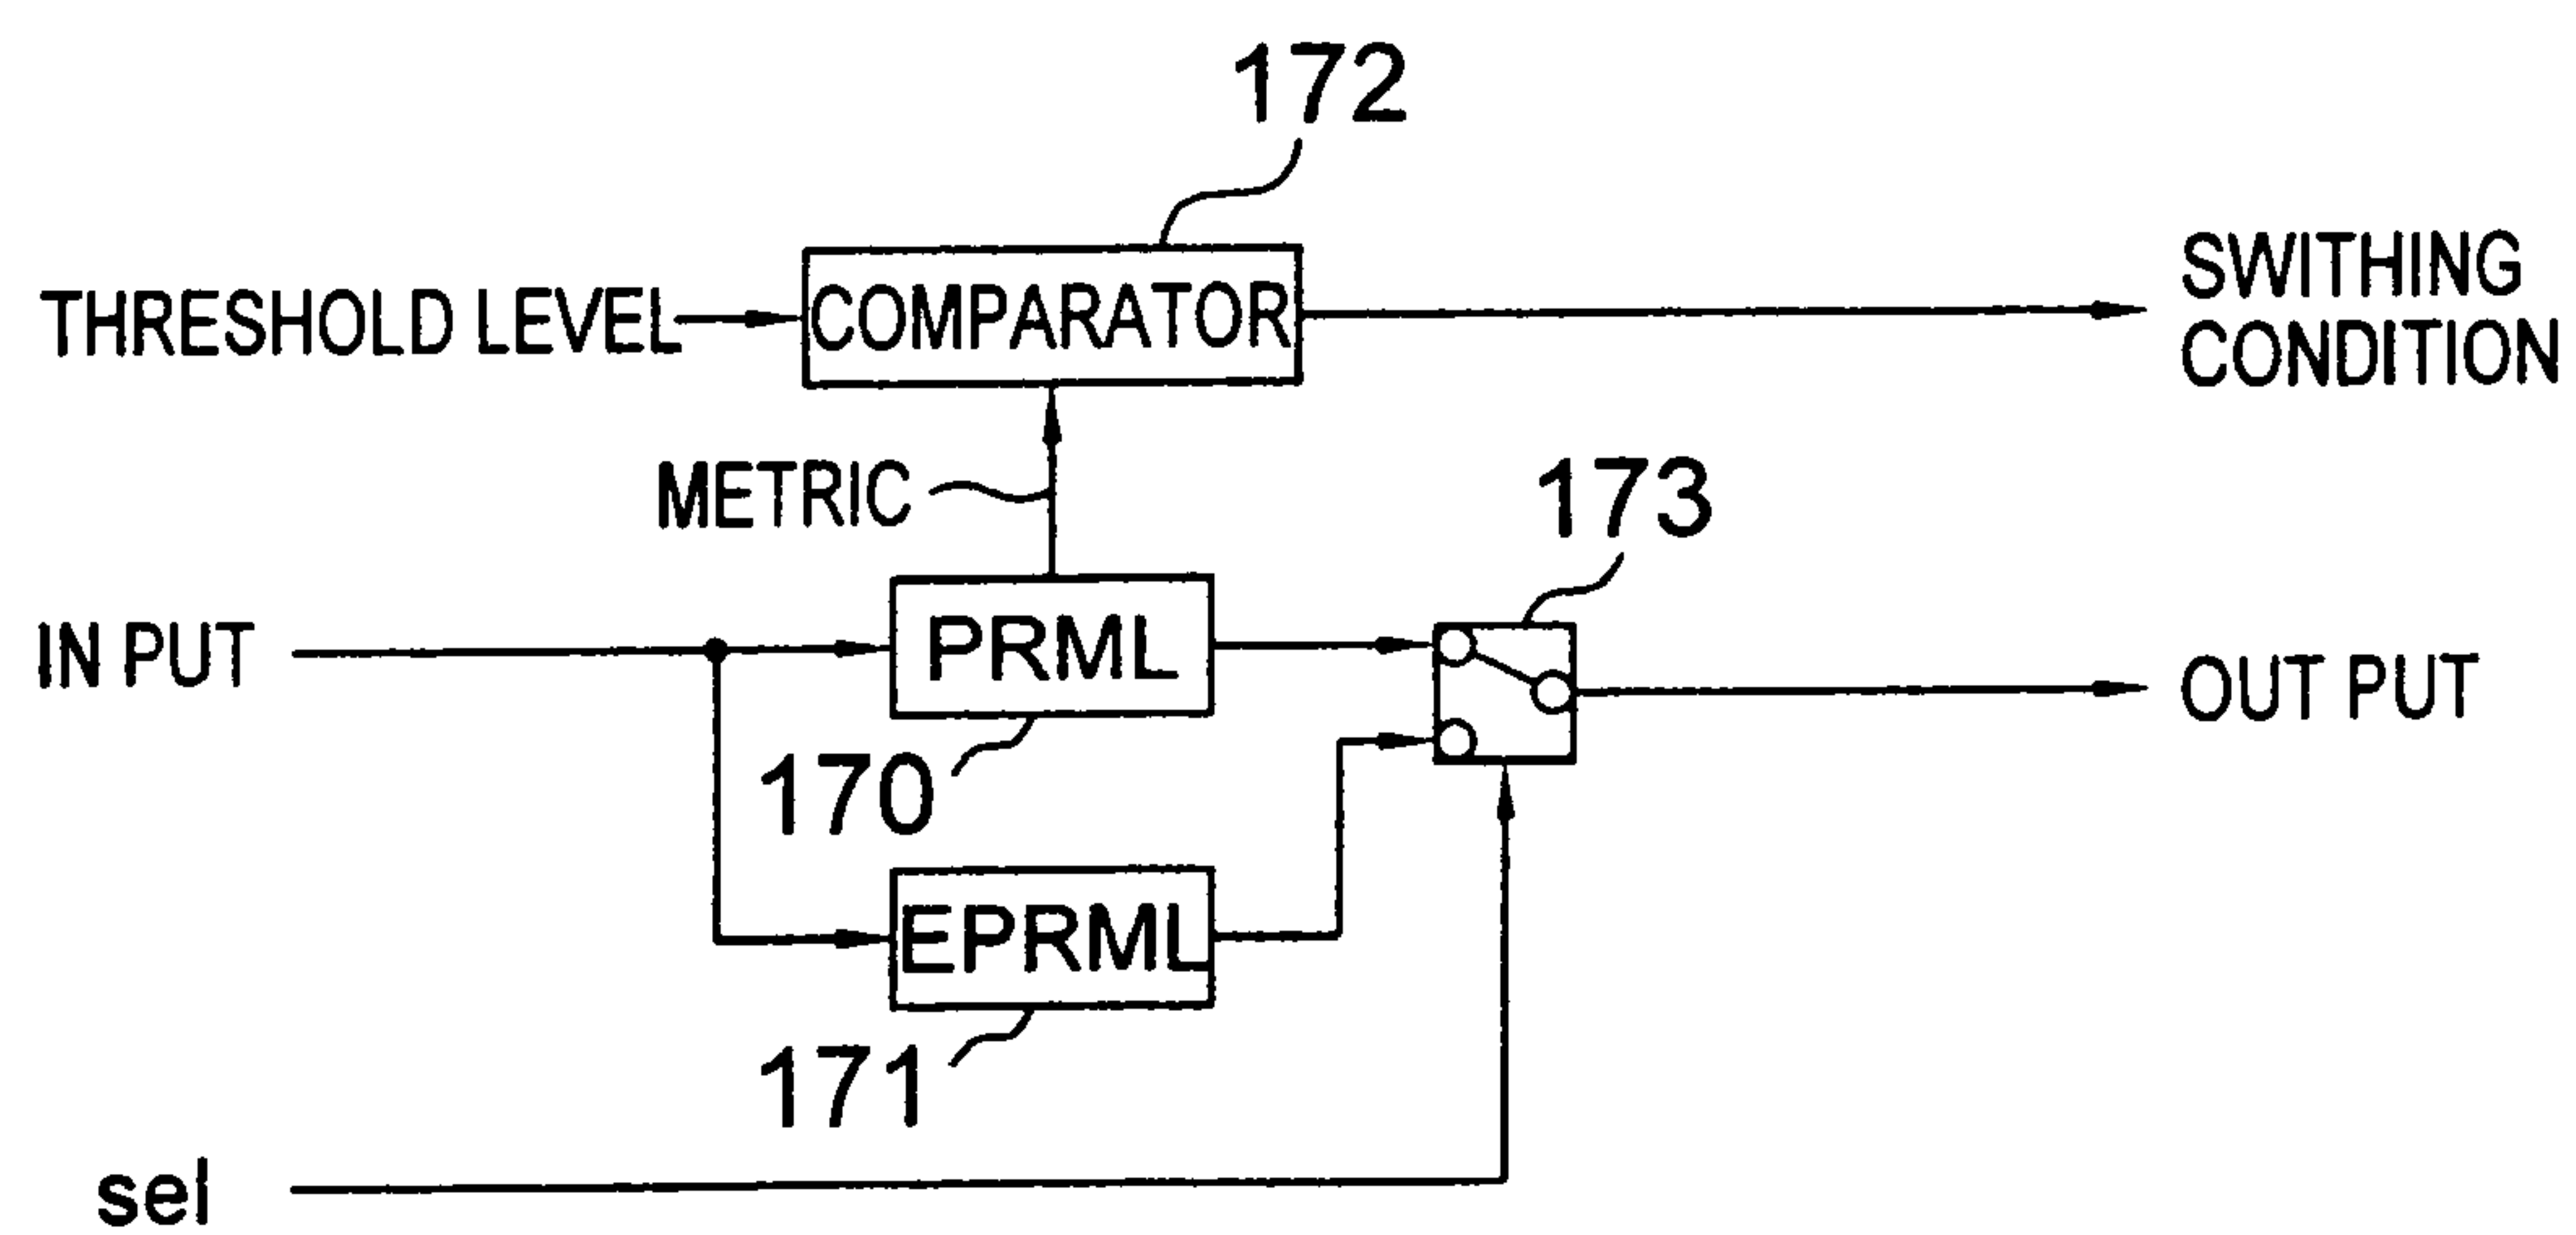 172
THRESHOLD LEVEL
COMPARATOR
SWITHING
CONDITION
METRIC
173
IN PUT
PRML
OUT PUT
170
EPRML
171
sel